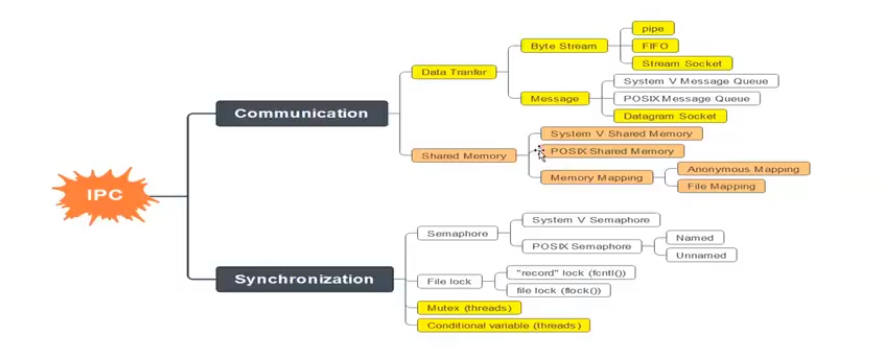 IPC
Communication
Data Tranfer
Byte Stream
pipe
FIFO
Stream Socket
Message
System V Message Queue
POSIX Message Queue
Datagram Socket
Shared Memory
System V Shared Memory
POSIX Shared Memory
Memory Mapping
Anonymous Mapping
File Mapping
Synchronization
Semaphore
System V Semaphore
POSIX Semaphore
Named
Unnamed
File lock
"record" lock (fcntl())
file lock (flock())
Mutex (threads)
Conditional variable (threads)